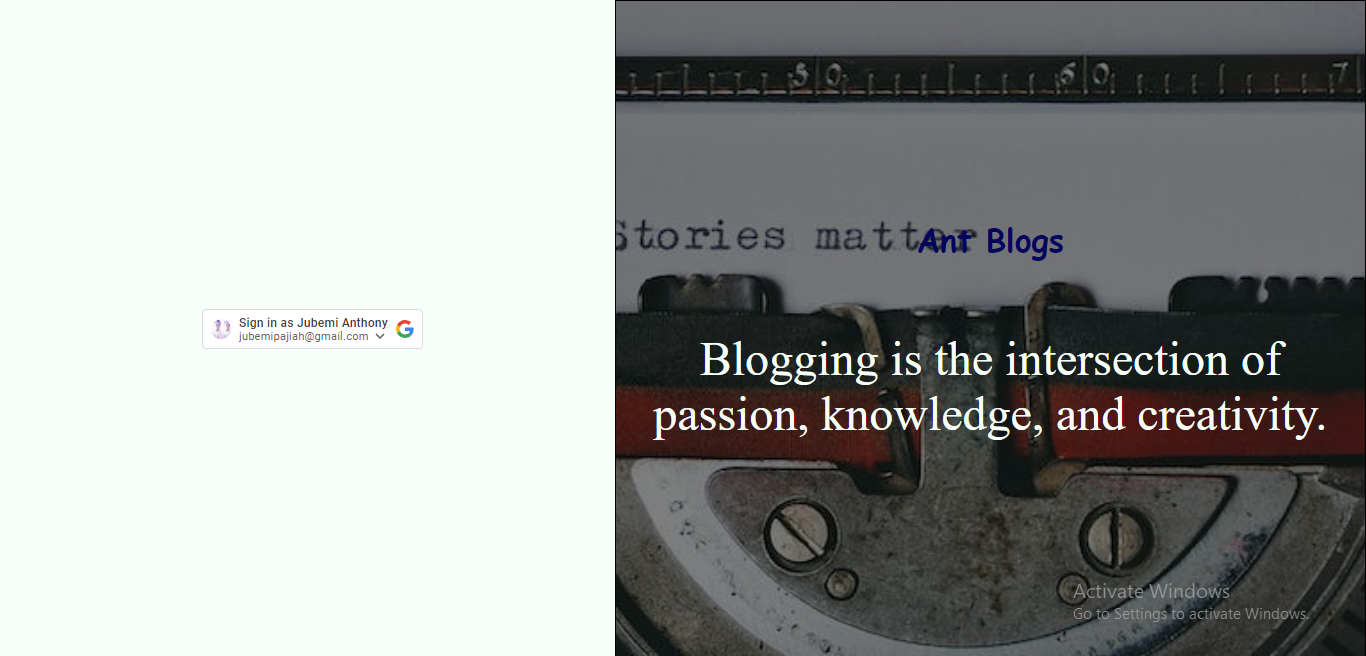 Sign in as Jubemi Anthony
jubemipajiah@gmail.com
50 60 7
Stories matter
Ant Blogs
Blogging is the intersection of
passion, knowledge, and creativity.
Activate Windows
Go to Settings to activate Windows.